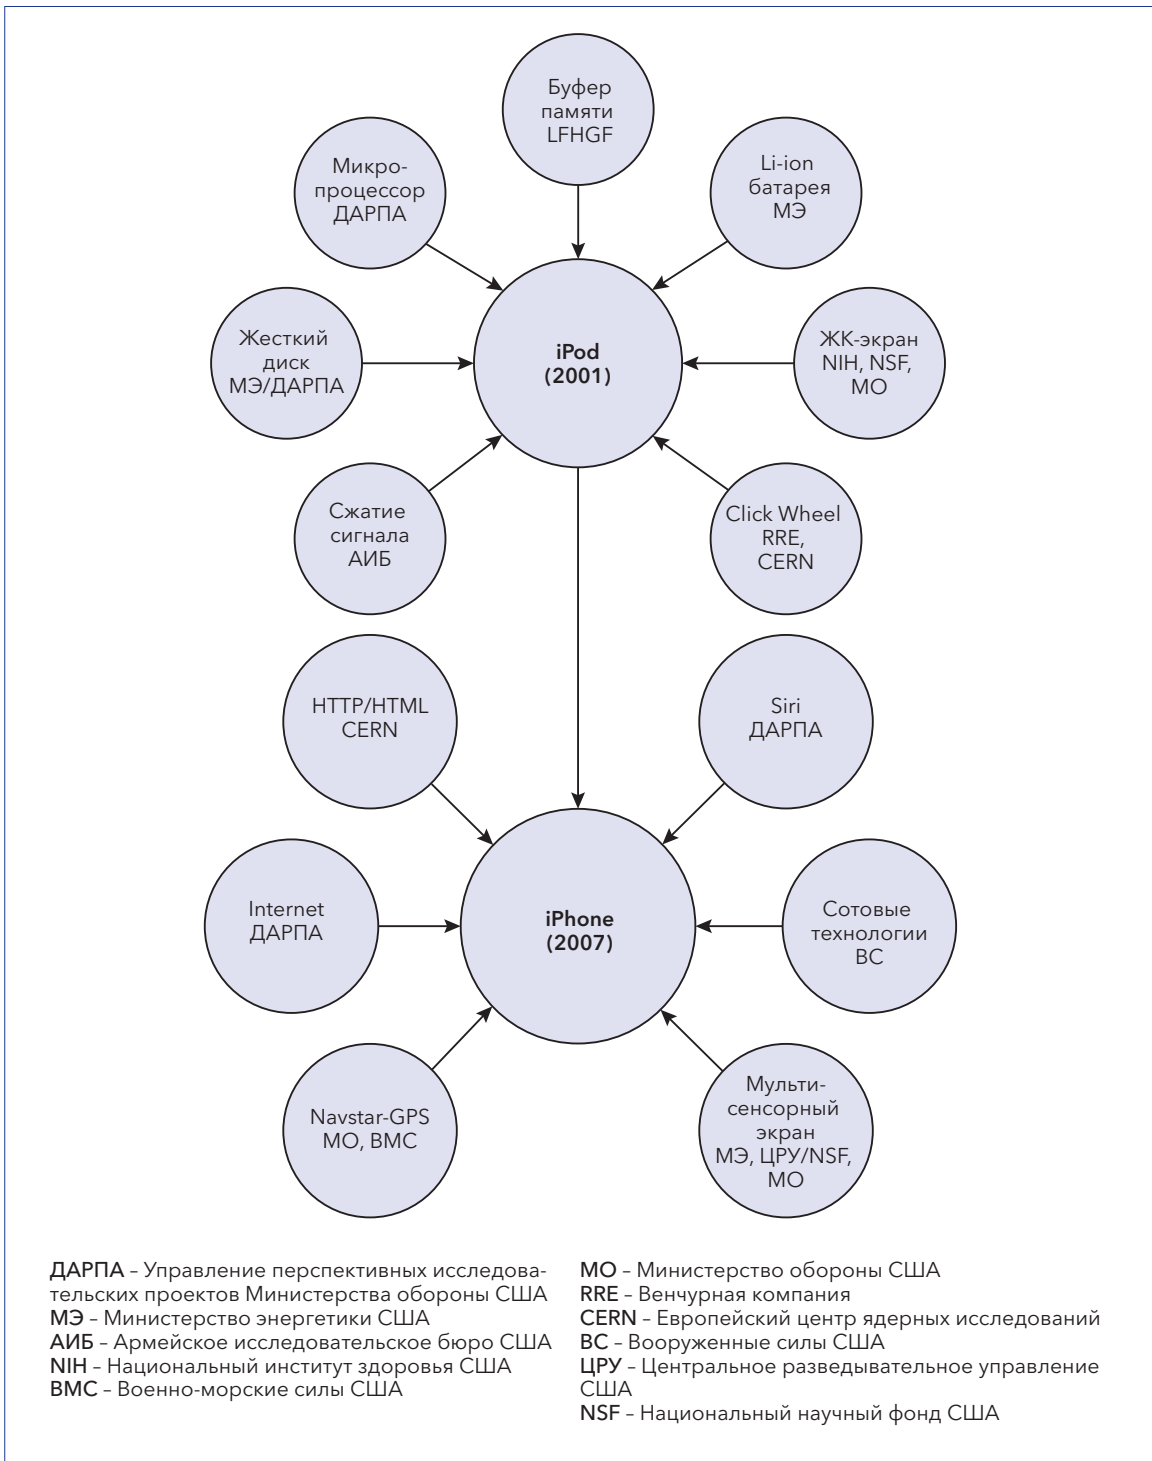 Буфер
памяти
LFHGF
Микро-
процессор
ДАРПА
Li-ion
батарея
МЭ
Жесткий
диск
МЭ/ДАРПА
iPod
(2001)
ЖК-экран
NIH, NSF,
МО
Сжатие
сигнала
АИБ
Click Wheel
RRE,
CERN
HTTP/HTML
CERN
Siri
ДАРПА
Internet
ДАРПА
iPhone
(2007)
Сотовые
технологии
ВС
Navstar-GPS
МО, ВМС
Мульти-
сенсорный
экран
МЭ, ЦРУ/NSF,
МО
ДАРПА – Управление перспективных исследова-
тельских проектов Министерства обороны США
МЭ – Министерство энергетики США
АИБ – Армейское исследовательское бюро США
NIH – Национальный институт здоровья США
ВМС – Военно-морские силы США
МО – Министерство обороны США
RRE – Венчурная компания
CERN – Европейский центр ядерных исследований
ВС – Вооруженные силы США
ЦРУ – Центральное разведывательное управление
США
NSF – Национальный научный фонд США